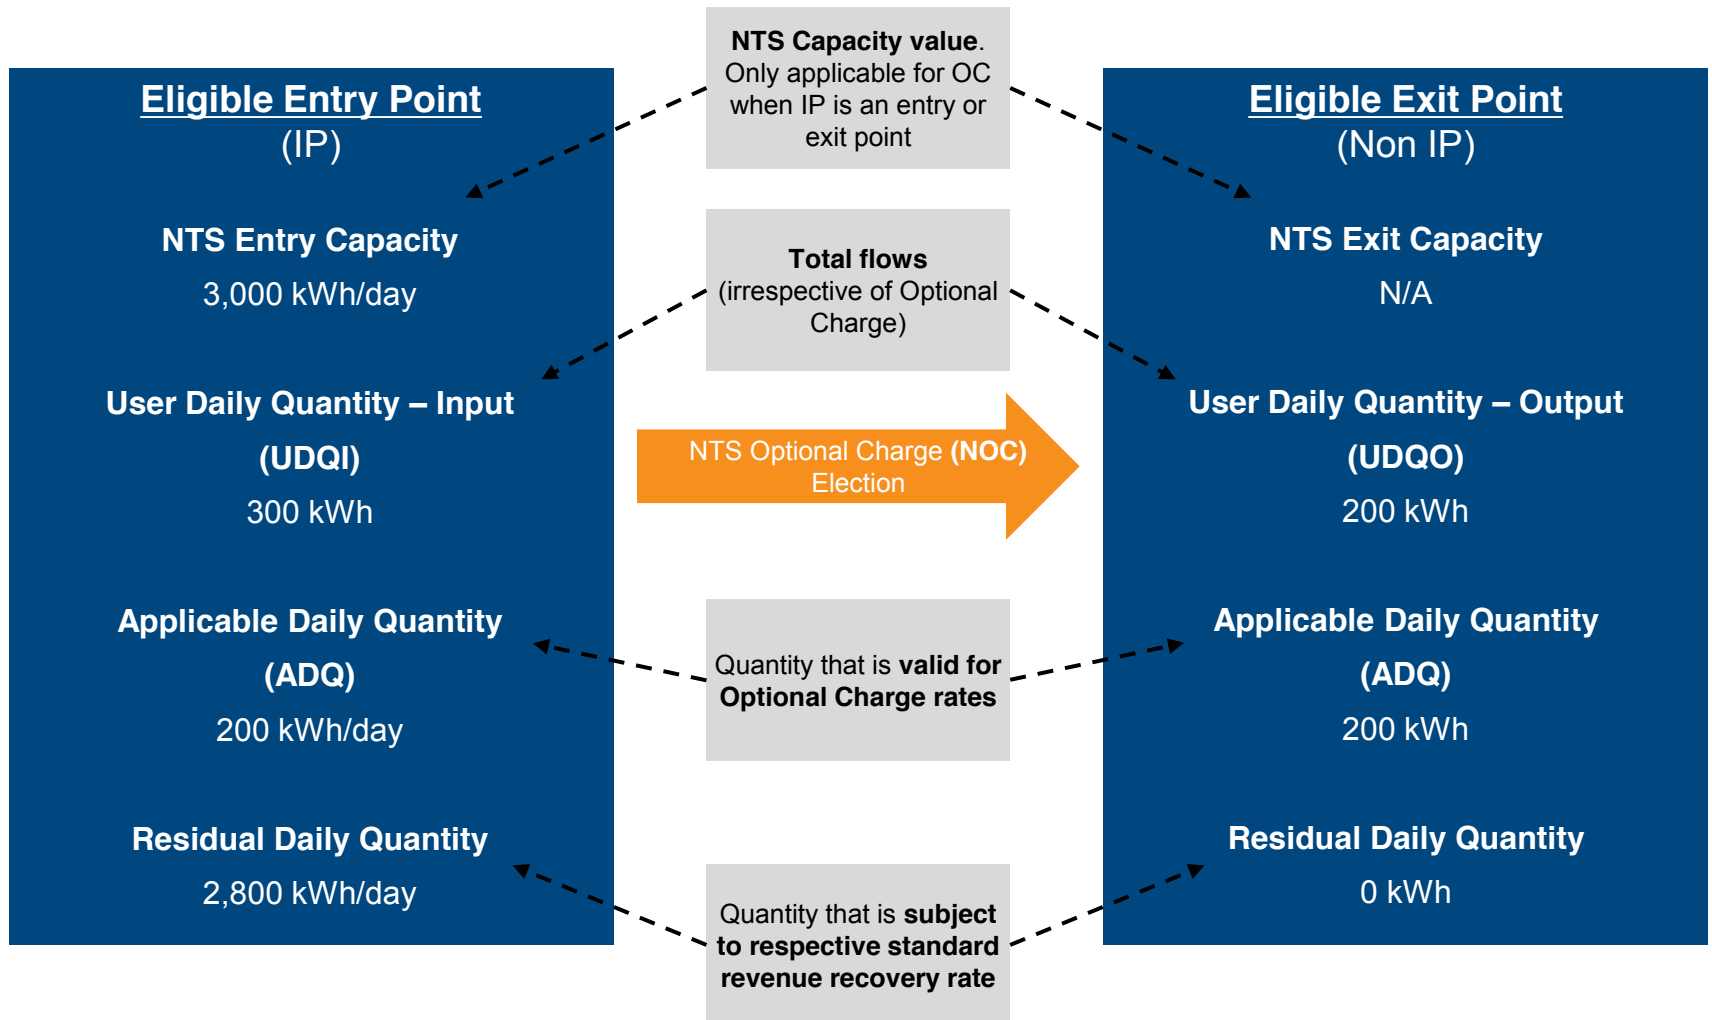 Eligible Entry Point
(IP)
NTS Entry Capacity
3,000 kWh/day
User Daily Quantity – Input
(UDQI)
300 kWh
Applicable Daily Quantity
(ADQ)
200 kWh/day
Residual Daily Quantity
2,800 kWh/day
NTS Capacity value.
Only applicable for OC
when IP is an entry or
exit point
Total flows
(irrespective of Optional
Charge)
NTS Optional Charge (NOC)
Election
Quantity that is valid for
Optional Charge rates
Quantity that is subject
to respective standard
revenue recovery rate
Eligible Exit Point
(Non IP)
NTS Exit Capacity
N/A
User Daily Quantity – Output
(UDQO)
200 kWh
Applicable Daily Quantity
(ADQ)
200 kWh
Residual Daily Quantity
0 kWh